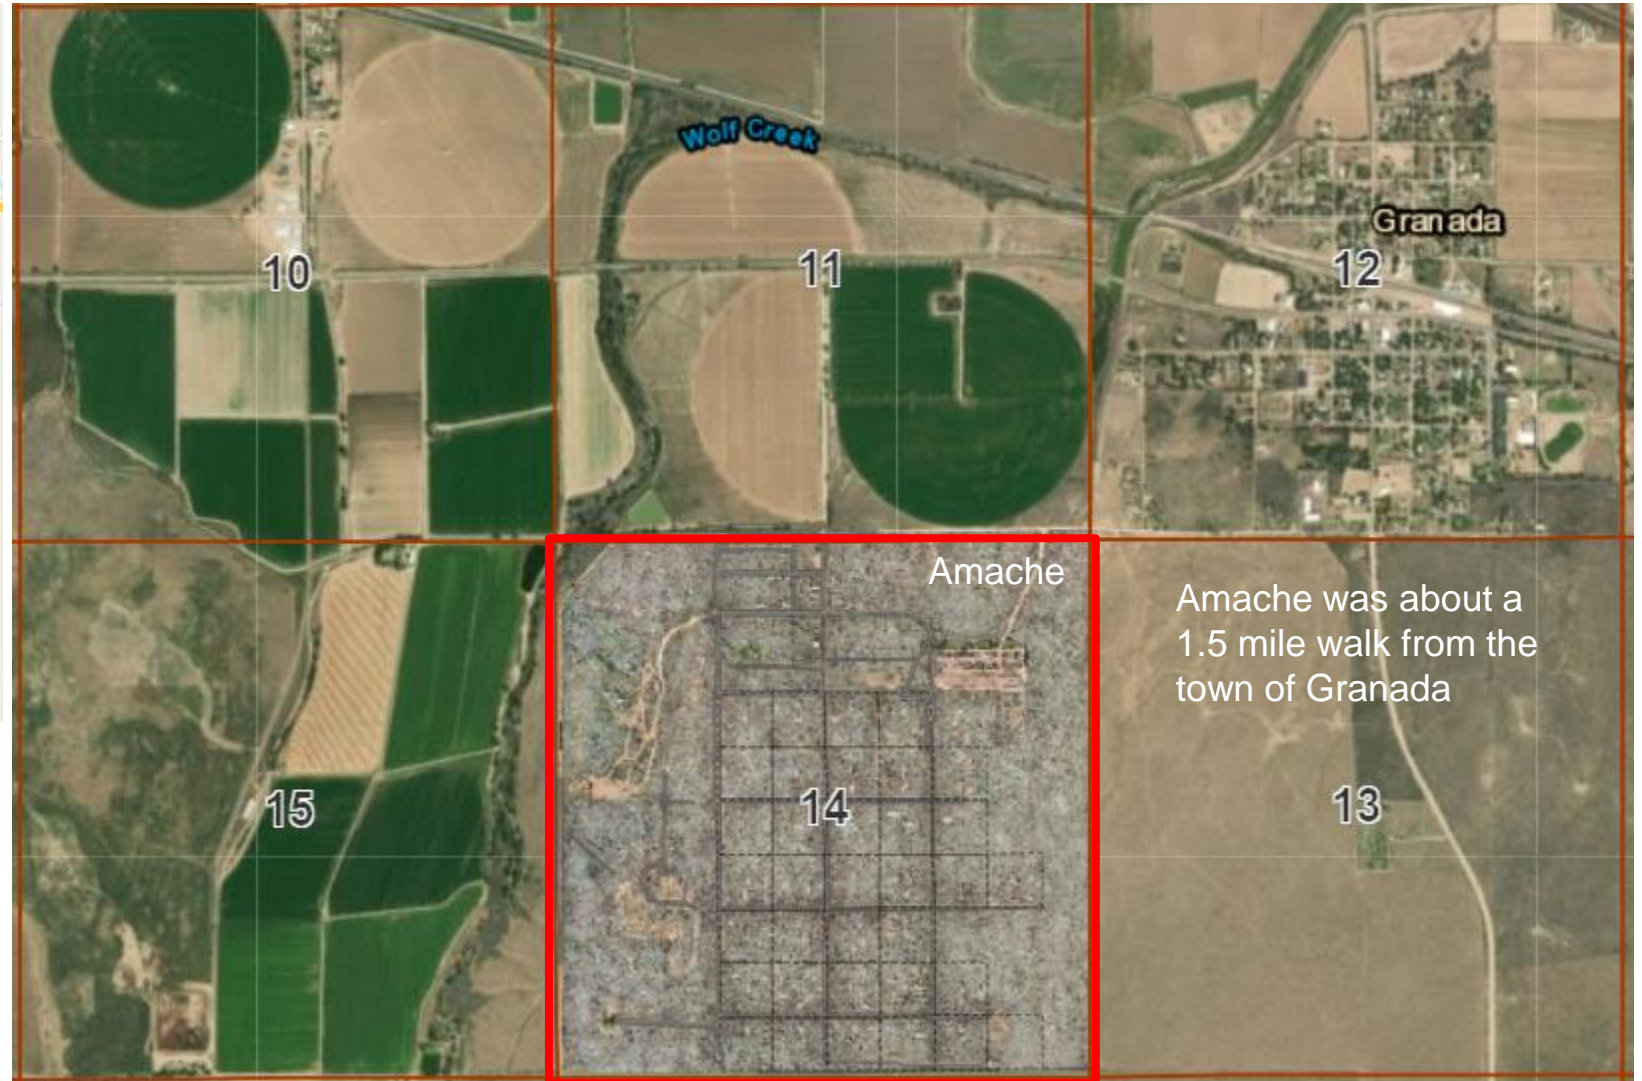 Wolf Creek
Granada
10
11
12
Amache
Amache was about a
1.5 mile walk from the
town of Granada
15
14
13